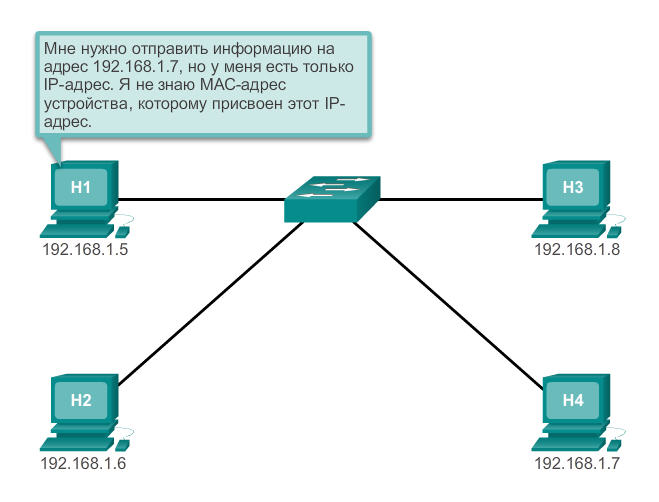 Мне нужно отправить информацию на
адрес 192.168.1.7, но у меня есть только
IP-адрес. Я не знаю MAC-адрес
устройства, которому присвоен этот IP-
адрес.
H1
H3
192.168.1.5
192.168.1.8
H2
H4
192.168.1.6
192.168.1.7